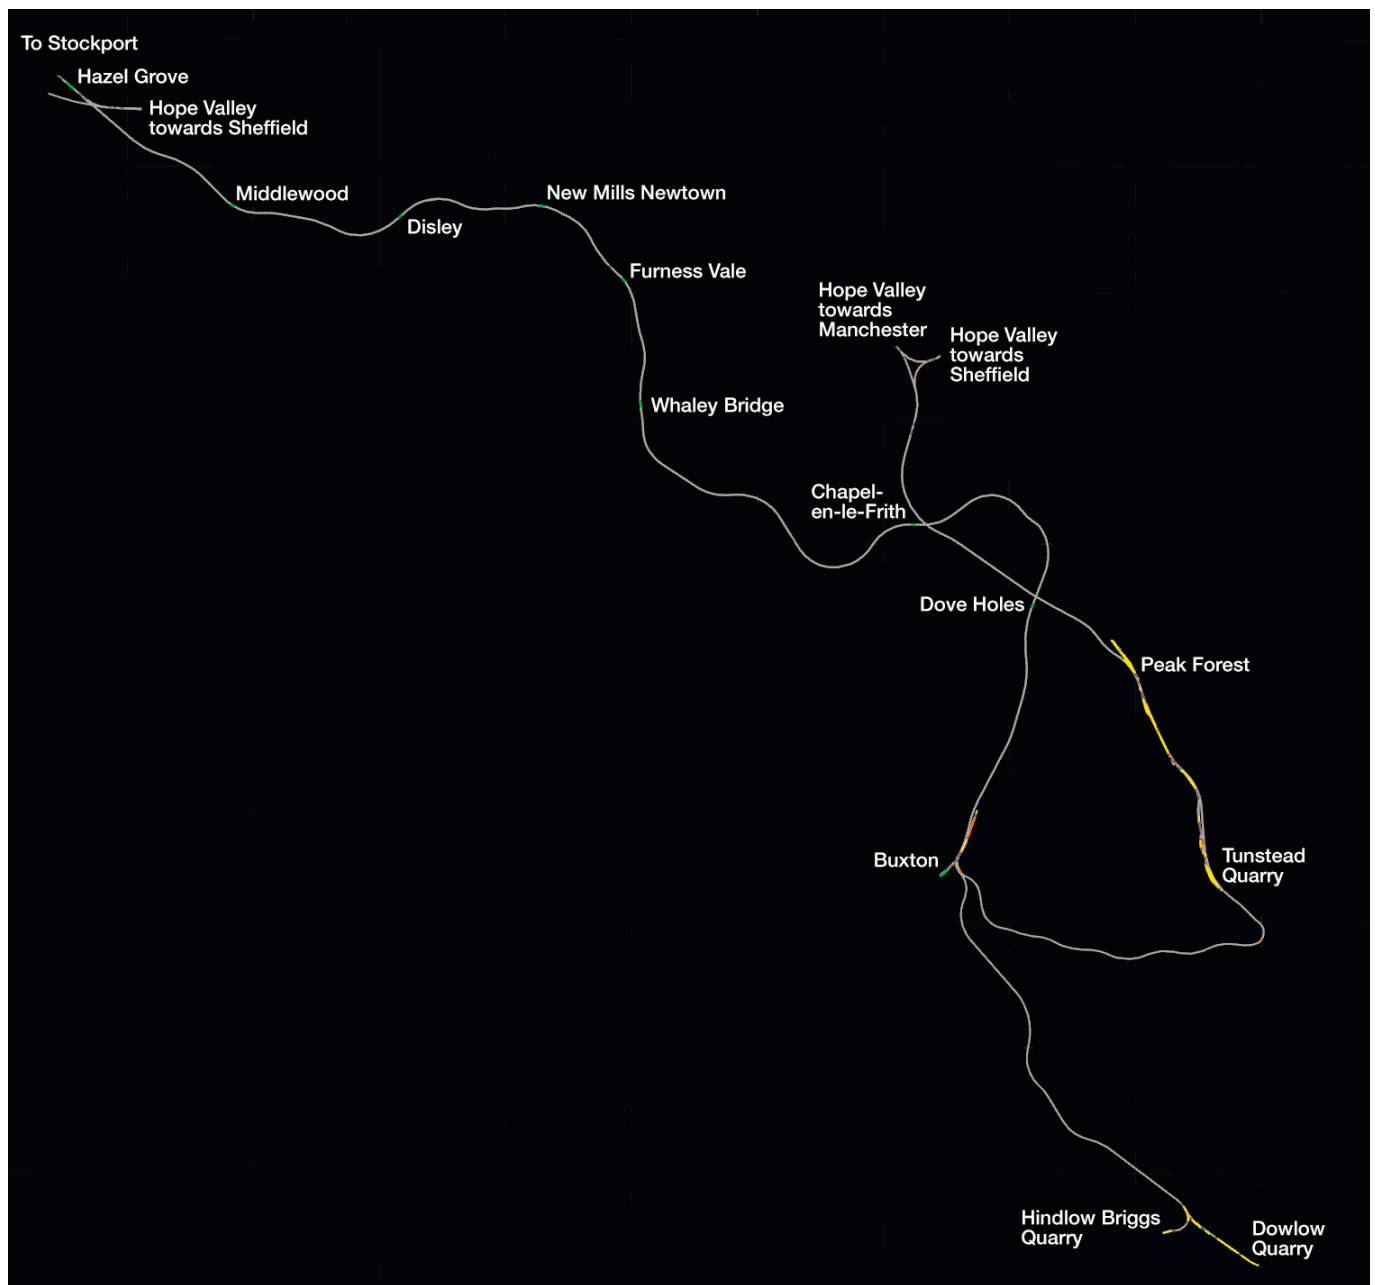 To Stockport
Hazel Grove
Hope Valley
towards Sheffield
Middlewood
New Mills Newtown
Disley
Furness Vale
Hope Valley
towards
Manchester
Hope Valley
towards
Sheffield
Whaley Bridge
Chapel-
en-le-Frith
Dove Holes
Peak Forest
Buxton
Tunstead
Quarry
Hindlow Briggs
Quarry
Dowlow
Quarry